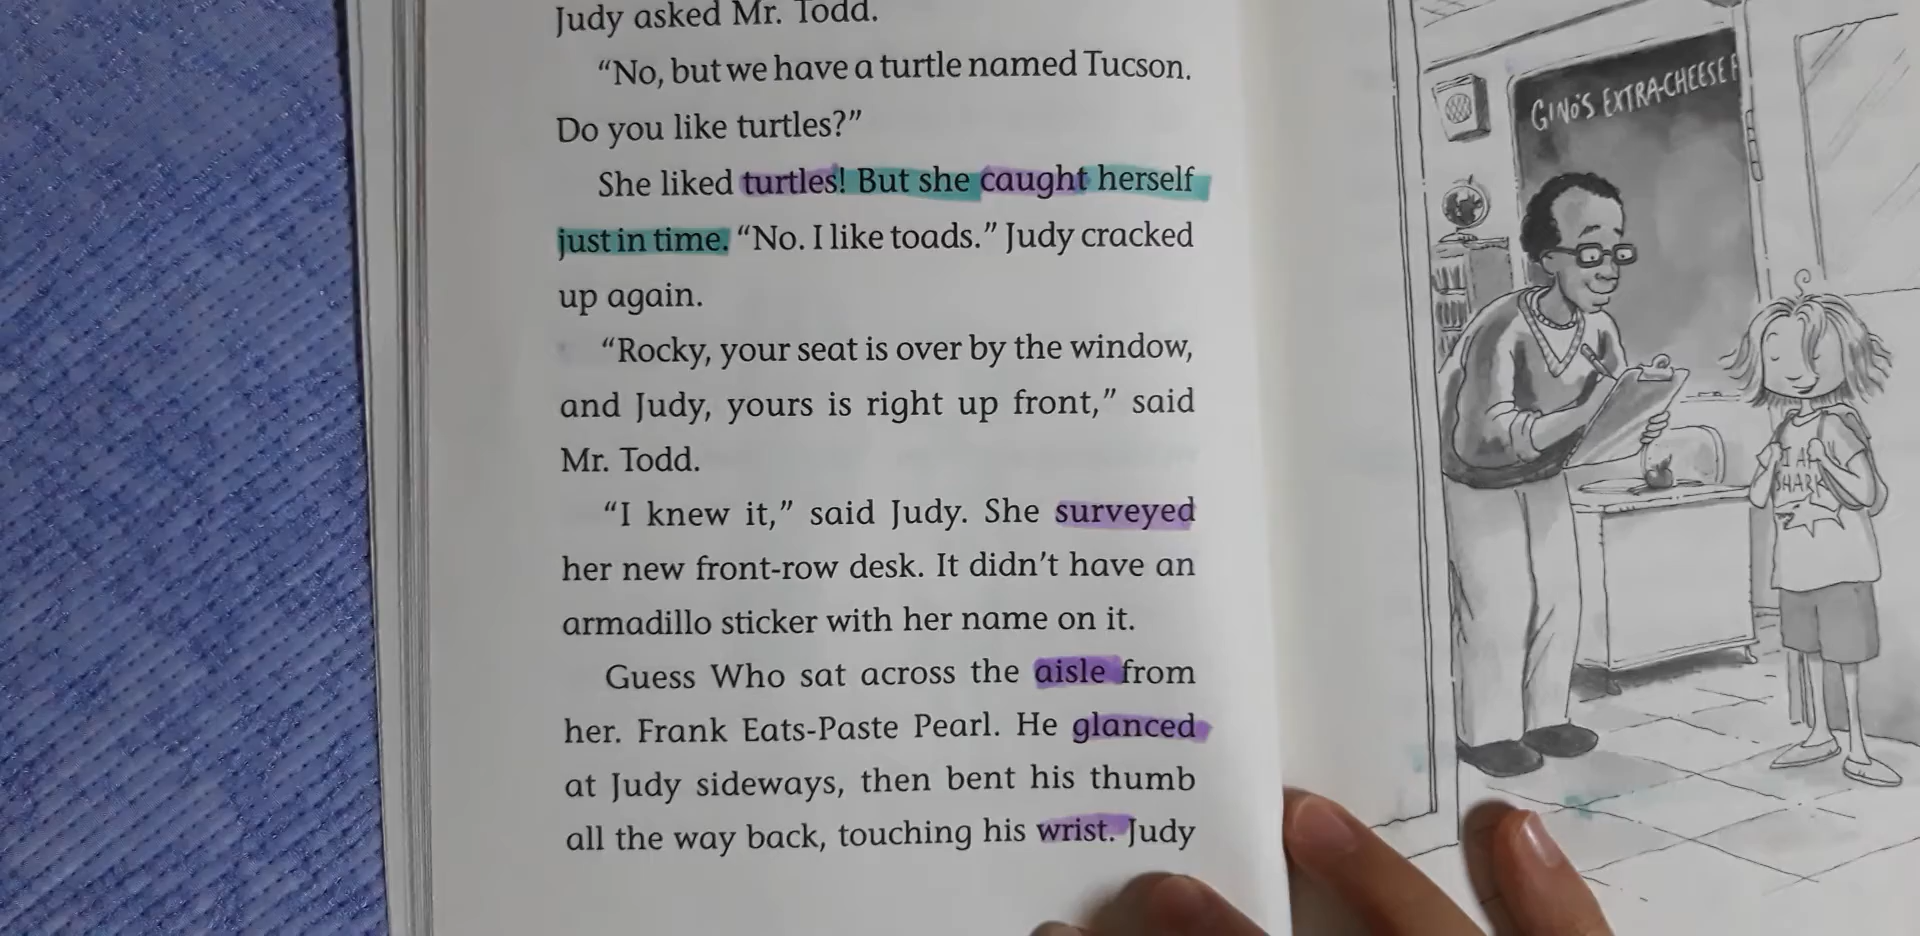 Judy asked Mr. Todd.
“No, but we have a turtle named Tucson.
Do you like turtles?”
She liked turtles! But she caught herself
just in time. “No. I like toads.” Judy cracked
up again.
“Rocky, your seat is over by the window,
and Judy, yours is right up front,” said
Mr. Todd.
“I knew it,” said Judy. She surveyed
her new front-row desk. It didn’t have an
armadillo sticker with her name on it.
Guess Who sat across the aisle from
her. Frank Eats-Paste Pearl. He glanced
at Judy sideways, then bent his thumb
all the way back, touching his wrist. Judy
GINO'S EXTRA-CHEESE
I A
SHARK